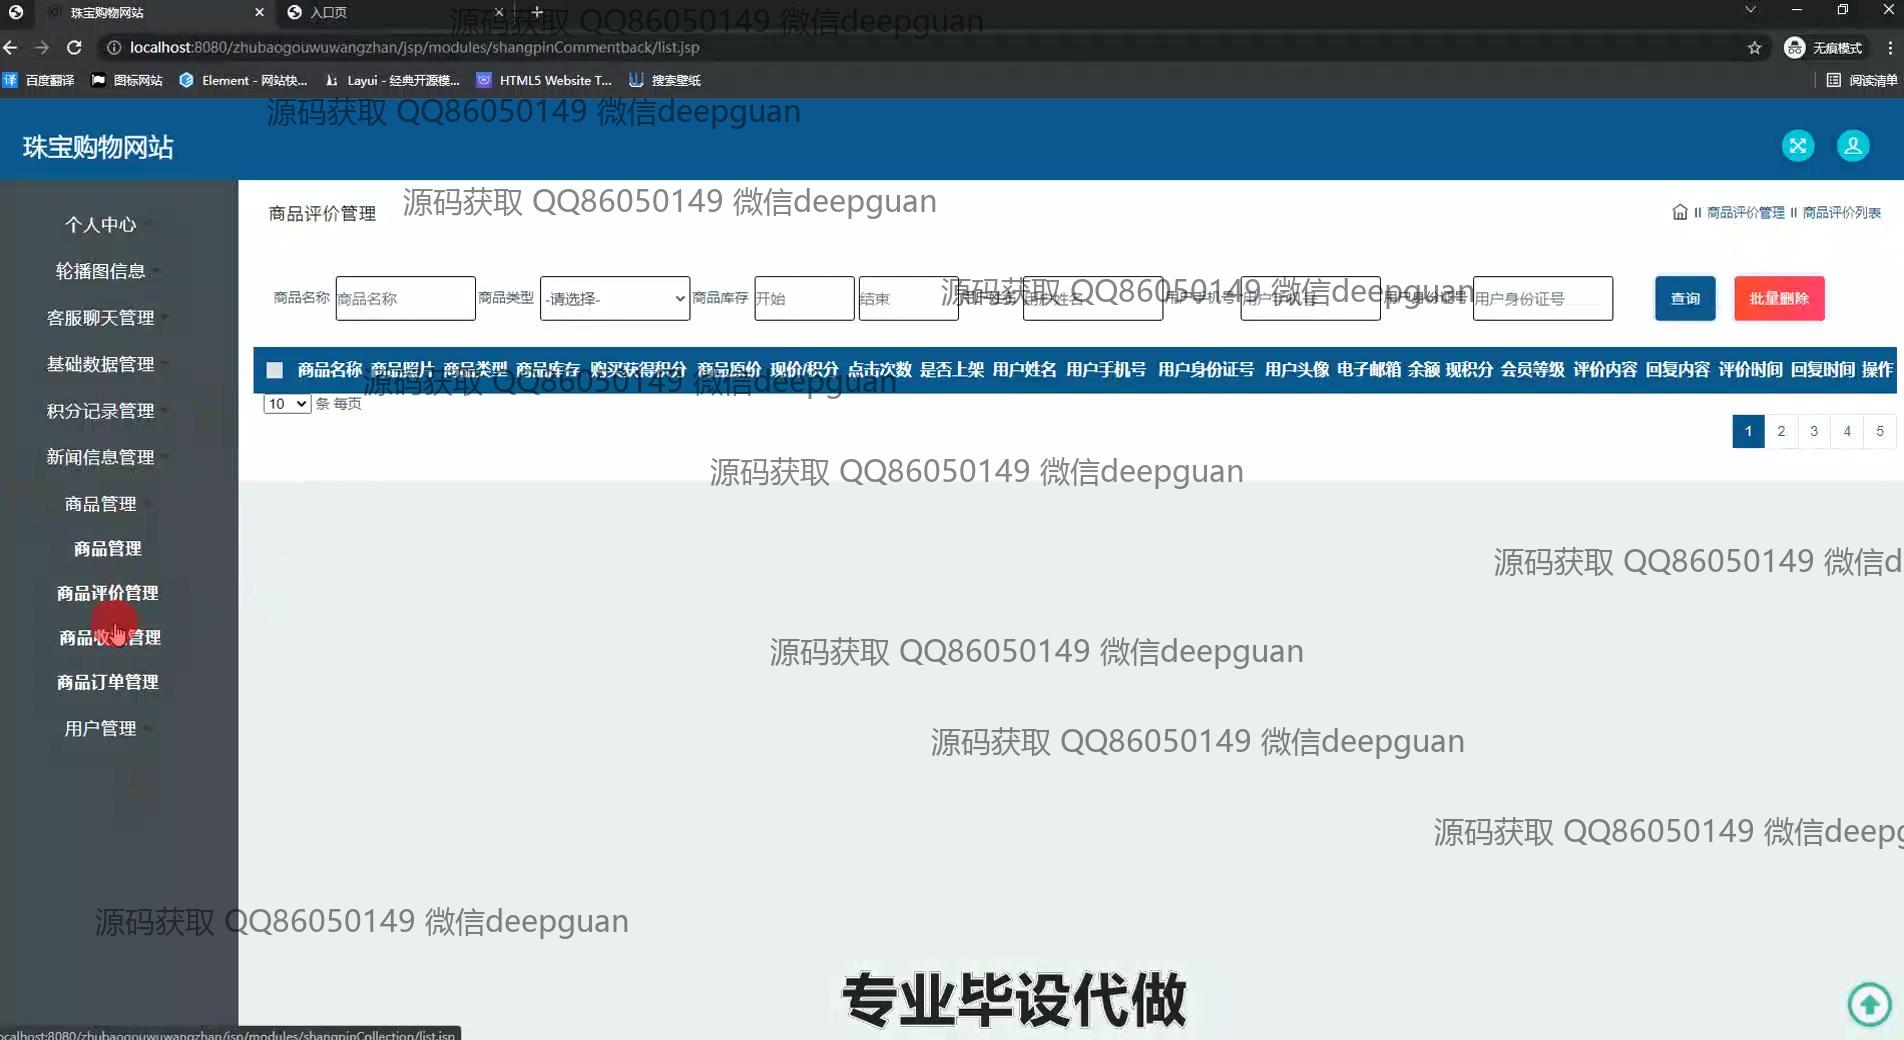 珠宝购物网站
入口页
源码获取 QQ86050149 微信deepguan
localhost:8080/zhubaogouwuwangzhan/jsp/modules/shangpinCommentback/list.jsp
无痕模式
百度翻译
图标网站
Element - 网站快...
Layui - 经典开源模...
HTML5 Website T...
搜索壁纸
阅读清单
源码获取 QQ86050149 微信deepguan
珠宝购物网站
源码获取 QQ86050149 微信deepguan
商品评价管理
商品评价管理
商品评价列表
个人中心
轮播图信息
客服聊天管理
基础数据管理
积分记录管理
新闻信息管理
商品管理
商品管理
商品评价管理
商品收藏管理
商品订单管理
用户管理
商品名称 商品名称 商品类型 -请选择- 商品库存 开始 结束 用户姓名 用户姓名 用户手机号 用户手机号 用户身份证号 用户身份证号 查询 批量删除
源码获取 QQ86050149 微信deepguan
商品名称 商品照片 商品类型 商品库存 购买获得积分 商品原价 现价/积分 点击次数 是否上架 用户姓名 用户手机号 用户身份证号 用户头像 电子邮箱 余额 现积分 会员等级 评价内容 回复内容 评价时间 回复时间 操作
源码获取 QQ86050149 微信deepguan
10 条 每页
1 2 3 4 5
源码获取 QQ86050149 微信deepguan
源码获取 QQ86050149 微信d
源码获取 QQ86050149 微信deepguan
源码获取 QQ86050149 微信deepguan
源码获取 QQ86050149 微信deepg
源码获取 QQ86050149 微信deepguan
专业毕设代做
ocalhost:8080/zhubaogouwuwangzhan/jsp/modules/shangpinCollection/list.jsp